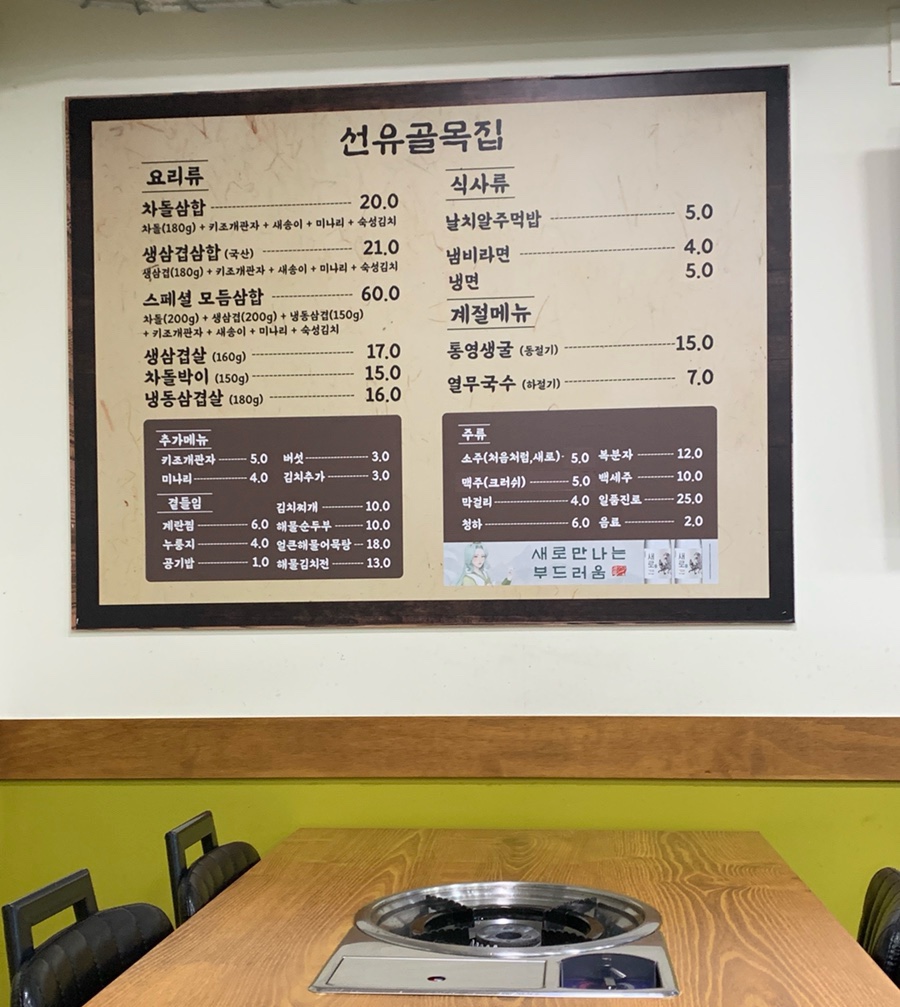 선유골목집
요리류
차돌삼합 20.0
차돌(180g) + 키조개관자 + 새송이 + 미나리 + 숙성김치
생삼겹삼합 (국산) 21.0
생삼겹(180g) + 키조개관자 + 새송이 + 미나리 + 숙성김치
스페셜 모듬삼합 60.0
차돌(200g) + 생삼겹(200g) + 냉동삼겹(150g)
+ 키조개관자 + 새송이 + 미나리 + 숙성김치
생삼겹살 (160g) 17.0
차돌박이 (150g) 15.0
냉동삼겹살 (180g) 16.0
추가메뉴
키조개관자 5.0 버섯 3.0
미나리 4.0 김치추가 3.0
곁들임
김치찌개 10.0
계란찜 6.0 해물순두부 10.0
누룽지 4.0 얼큰해물어묵탕 18.0
공기밥 1.0 해물김치전 13.0
식사류
날치알주먹밥 5.0
냄비라면 4.0
냉면 5.0
계절메뉴
통영생굴 (동절기) 15.0
열무국수 (하절기) 7.0
주류
소주(처음처럼,새로) 5.0 복분자 12.0
맥주(크러쉬) 5.0 백세주 10.0
막걸리 4.0 일품진로 25.0
청하 6.0 음료 2.0
새로만나는
부드러움
새로
새로